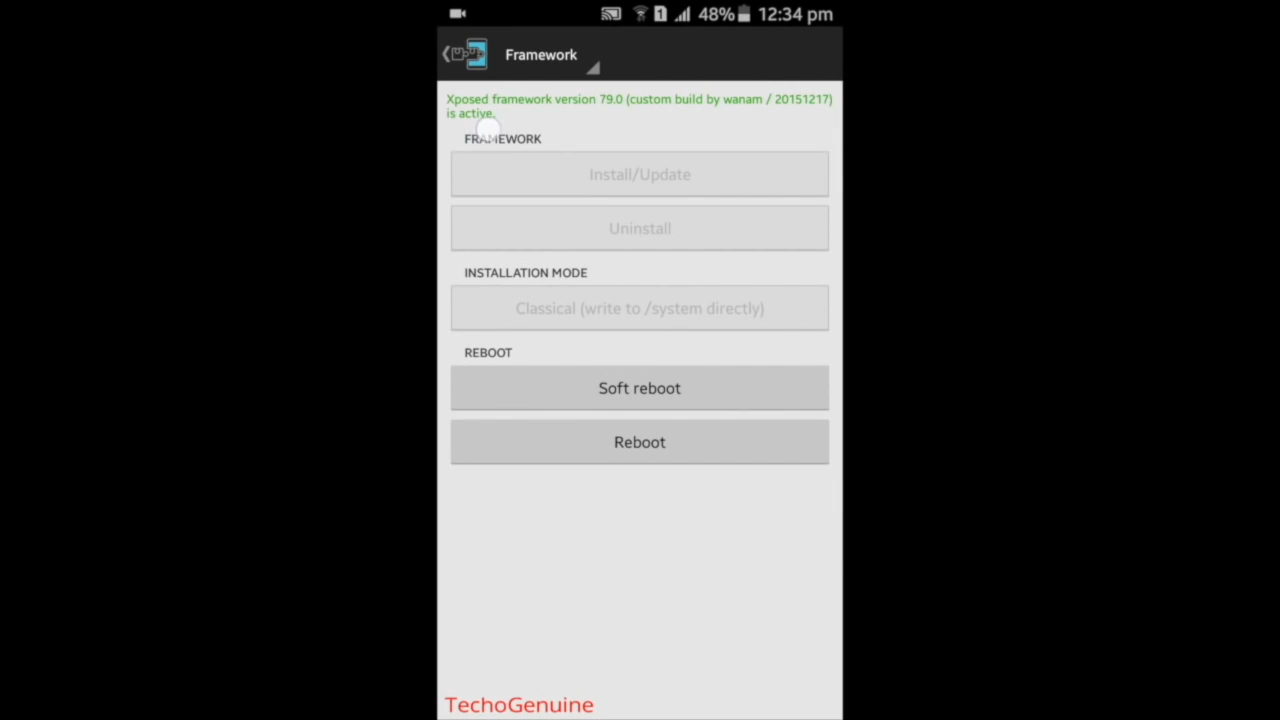 1 48% 12:34 pm
Framework
Xposed framework version 79.0 (custom build by wanam / 20151217)
is active.
FRAMEWORK
Install/Update
Uninstall
INSTALLATION MODE
Classical (write to /system directly)
REBOOT
Soft reboot
Reboot
TechoGenuine